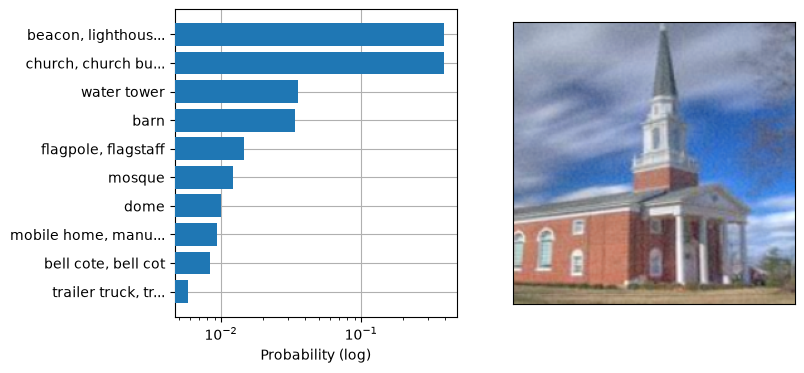 beacon, lighthous...
church, church bu...
water tower
barn
flagpole, flagstaff
mosque
dome
mobile home, manu...
bell cote, bell cot
trailer truck, tr...
10⁻² 10⁻¹
Probability (log)